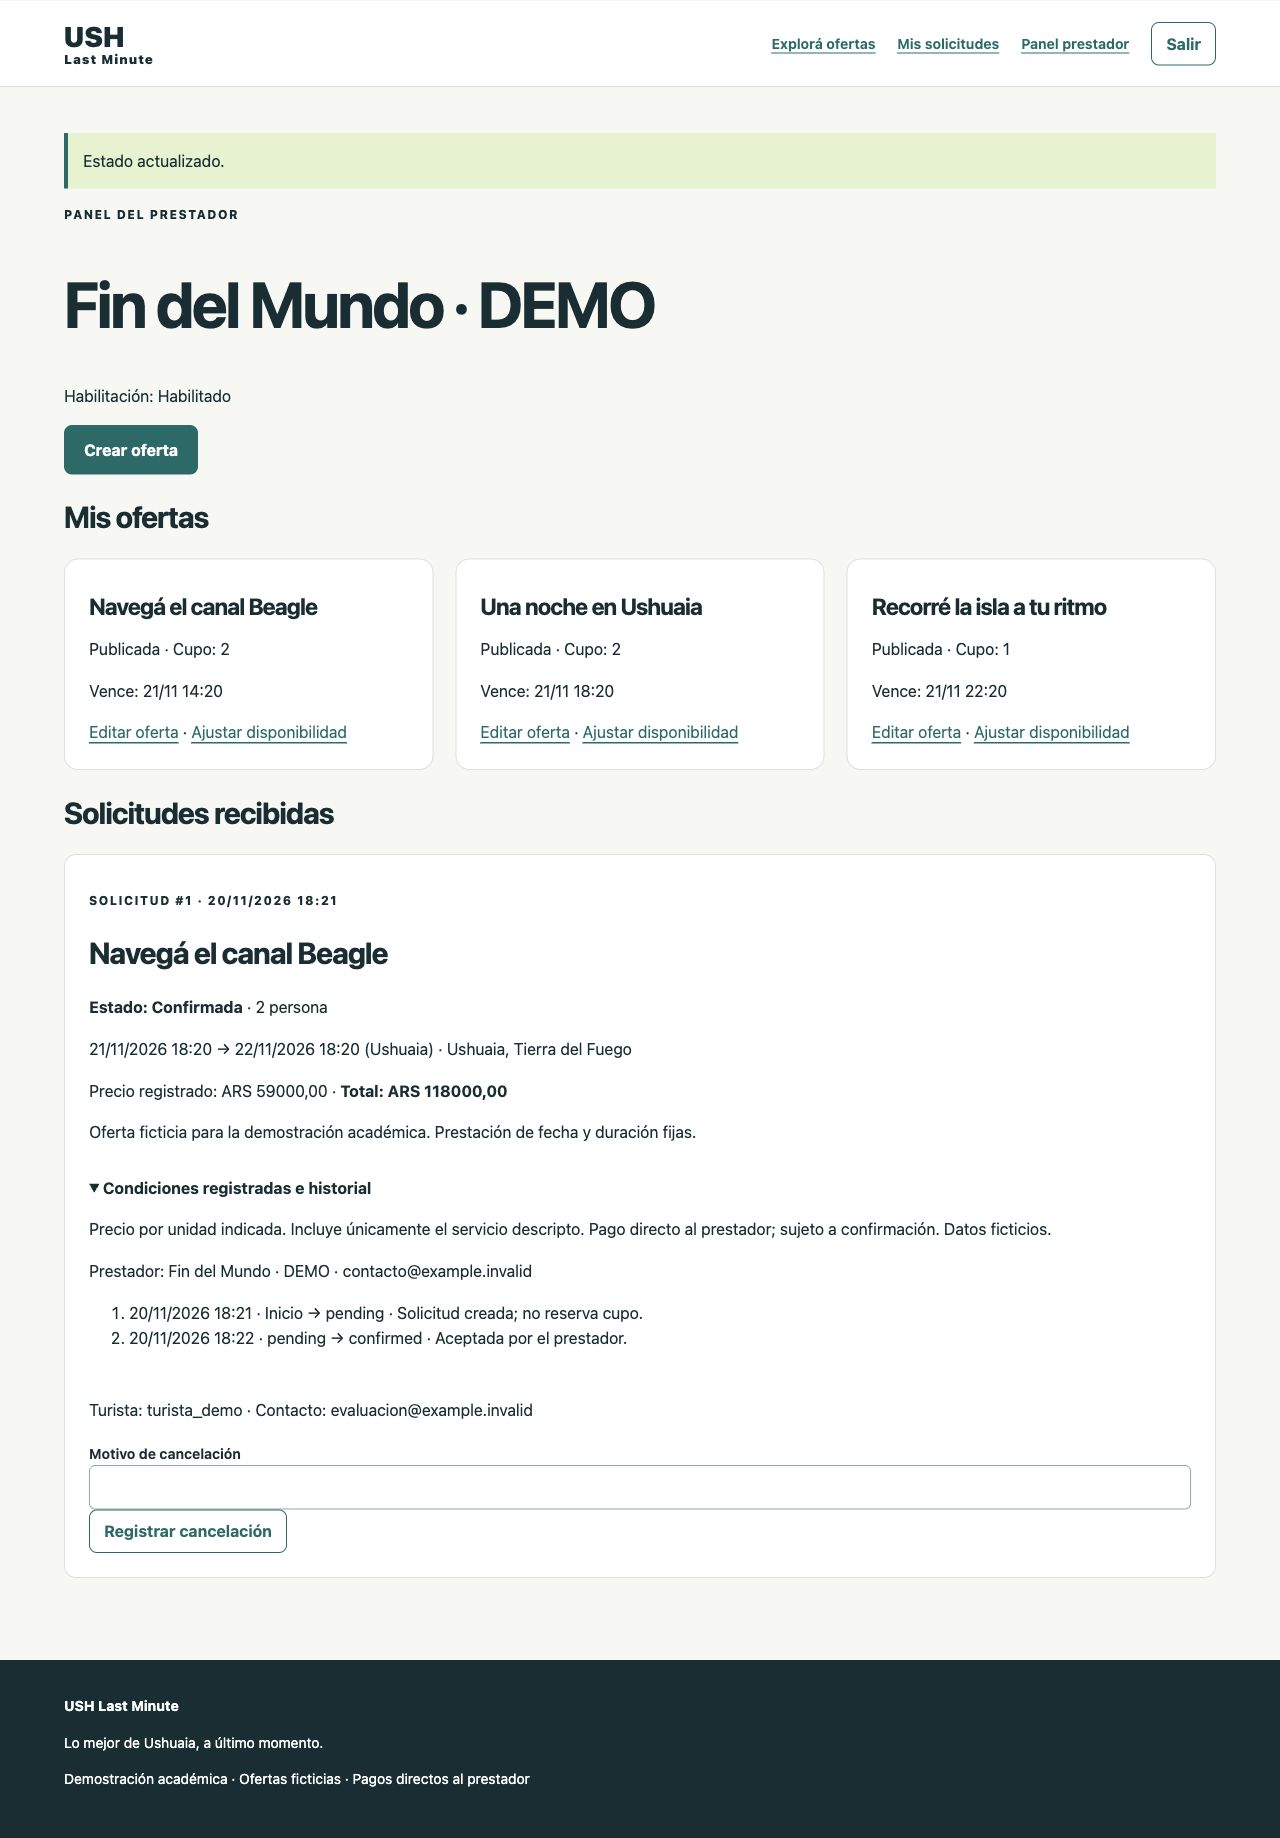 USH
Last Minute
Explorá ofertas
Mis solicitudes
Panel prestador
Salir
Estado actualizado.
PANEL DEL PRESTADOR
Fin del Mundo · DEMO
Habilitación: Habilitado
Crear oferta
Mis ofertas
Navegá el canal Beagle
Publicada · Cupo: 2
Vence: 21/11 14:20
Editar oferta · Ajustar disponibilidad
Una noche en Ushuaia
Publicada · Cupo: 2
Vence: 21/11 18:20
Editar oferta · Ajustar disponibilidad
Recorré la isla a tu ritmo
Publicada · Cupo: 1
Vence: 21/11 22:20
Editar oferta · Ajustar disponibilidad
Solicitudes recibidas
SOLICITUD #1 · 20/11/2026 18:21
Navegá el canal Beagle
Estado: Confirmada · 2 persona
21/11/2026 18:20 → 22/11/2026 18:20 (Ushuaia) · Ushuaia, Tierra del Fuego
Precio registrado: ARS 59000,00 · Total: ARS 118000,00
Oferta ficticia para la demostración académica. Prestación de fecha y duración fijas.
▼ Condiciones registradas e historial
Precio por unidad indicada. Incluye únicamente el servicio descripto. Pago directo al prestador; sujeto a confirmación. Datos ficticios.
Prestador: Fin del Mundo · DEMO · contacto@example.invalid
1. 20/11/2026 18:21 · Inicio → pending · Solicitud creada; no reserva cupo.
2. 20/11/2026 18:22 · pending → confirmed · Aceptada por el prestador.
Turista: turista_demo · Contacto: evaluacion@example.invalid
Motivo de cancelación
Registrar cancelación
USH Last Minute
Lo mejor de Ushuaia, a último momento.
Demostración académica · Ofertas ficticias · Pagos directos al prestador